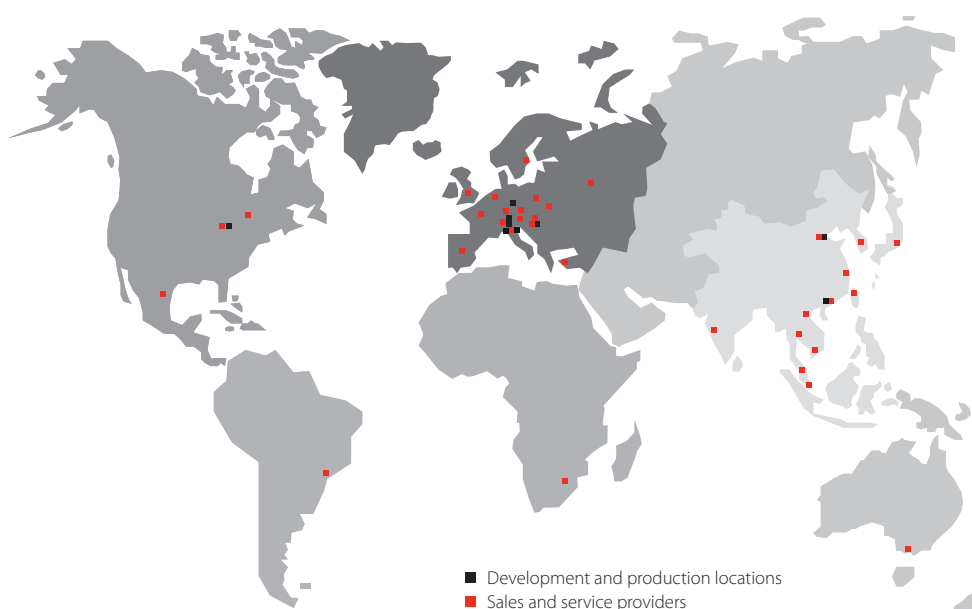 Development and production locations
Sales and service providers